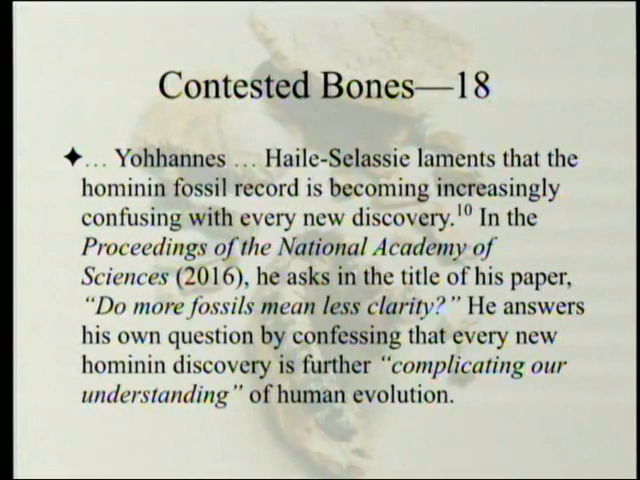 Contested Bones—18
✦… Yohhannes … Haile-Selassie laments that the
hominin fossil record is becoming increasingly
confusing with every new discovery.10 In the
Proceedings of the National Academy of
Sciences (2016), he asks in the title of his paper,
“Do more fossils mean less clarity?” He answers
his own question by confessing that every new
hominin discovery is further “complicating our
understanding” of human evolution.